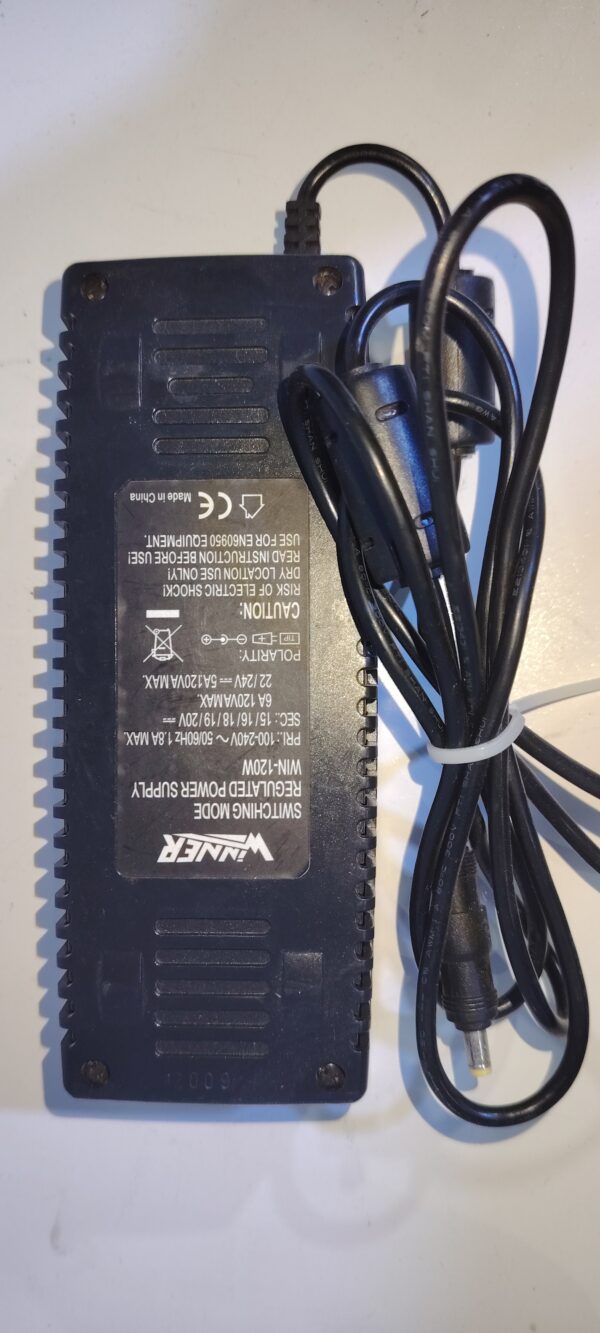 WINNER
SWITCHING MODE
REGULATED POWER SUPPLY
WIN-120W
PRI.: 100-240V ~ 50/60Hz 1.8A MAX.
SEC.: 15 / 16 / 18 / 19 / 20V ⎓
6A 120VAMAX.
22 / 24V ⎓ 5A120VA MAX.
POLARITY:
TIP
CAUTION:
RISK OF ELECTRIC SHOCK!
DRY LOCATION USE ONLY!
READ INSTRUCTION BEFORE USE!
USE FOR EN60950 EQUIPMENT.
CE Made in China